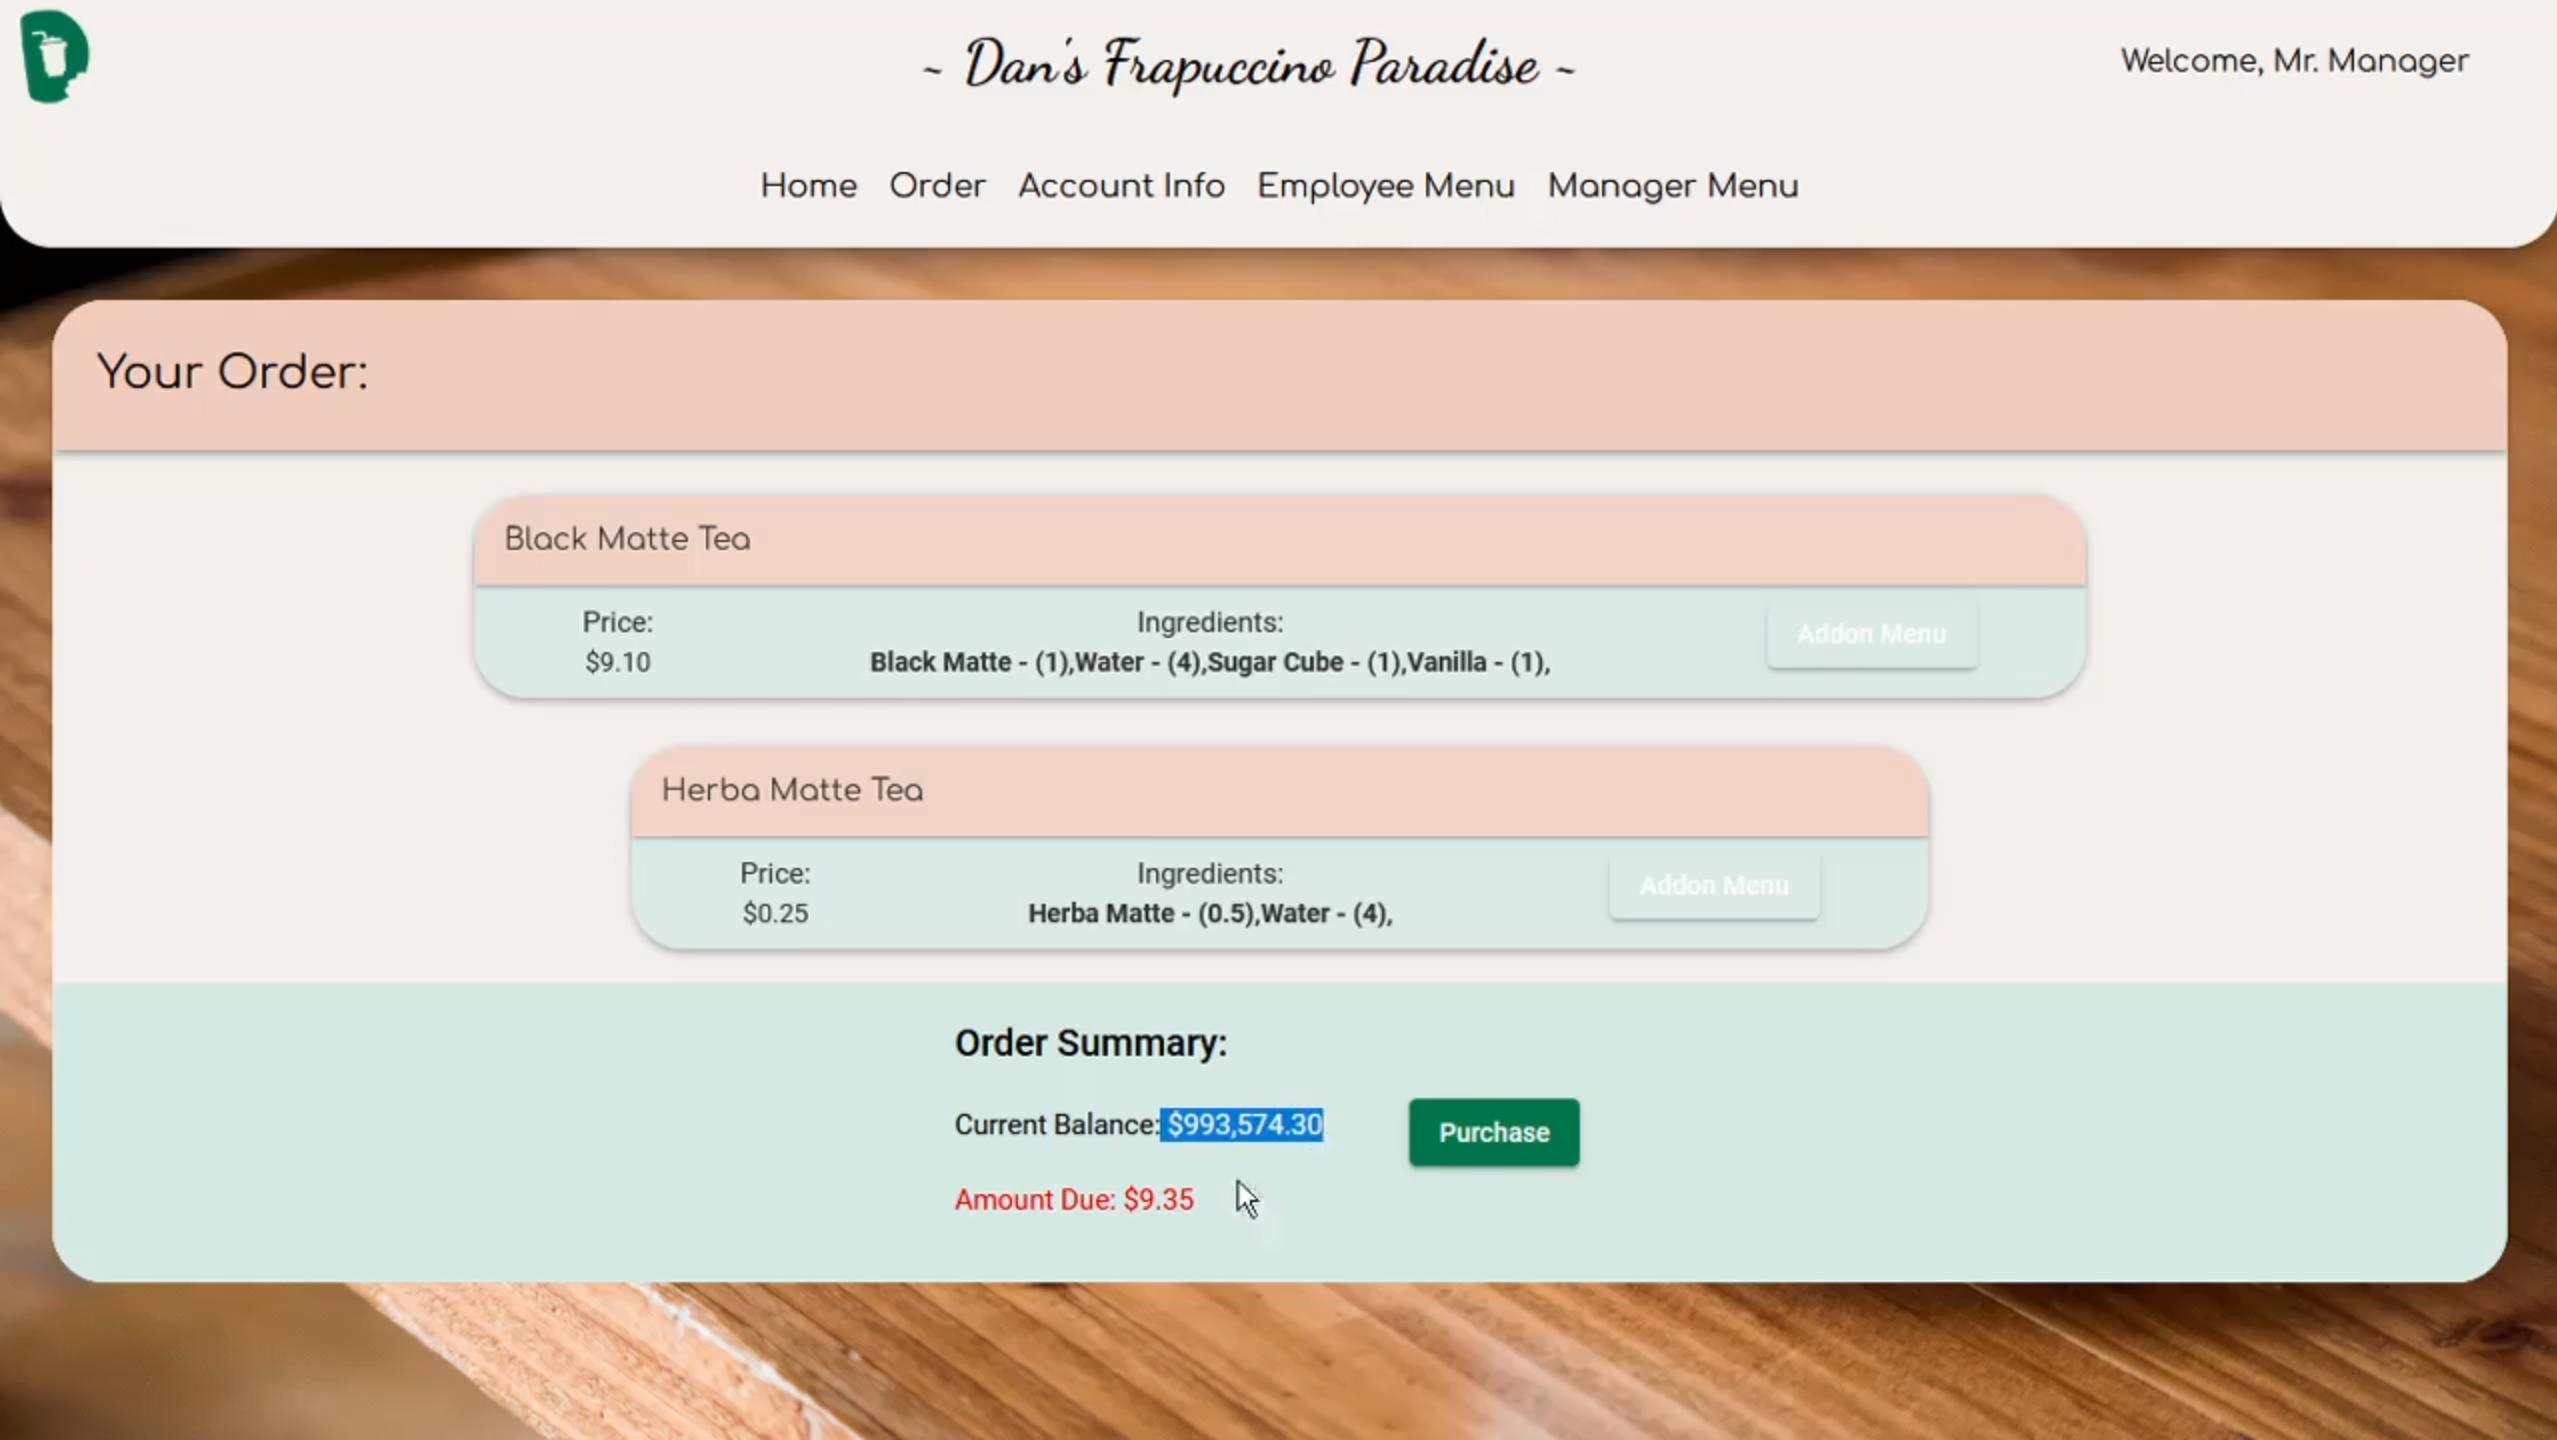 ~ Dan's Frapuccino Paradise ~
Welcome, Mr. Manager
Home Order Account Info Employee Menu Manager Menu
Your Order:
Black Matte Tea
Price:
$9.10
Ingredients:
Black Matte - (1),Water - (4),Sugar Cube - (1),Vanilla - (1),
Addon Menu
Herba Matte Tea
Price:
$0.25
Ingredients:
Herba Matte - (0.5),Water - (4),
Addon Menu
Order Summary:
Current Balance: $993,574.30
Purchase
Amount Due: $9.35